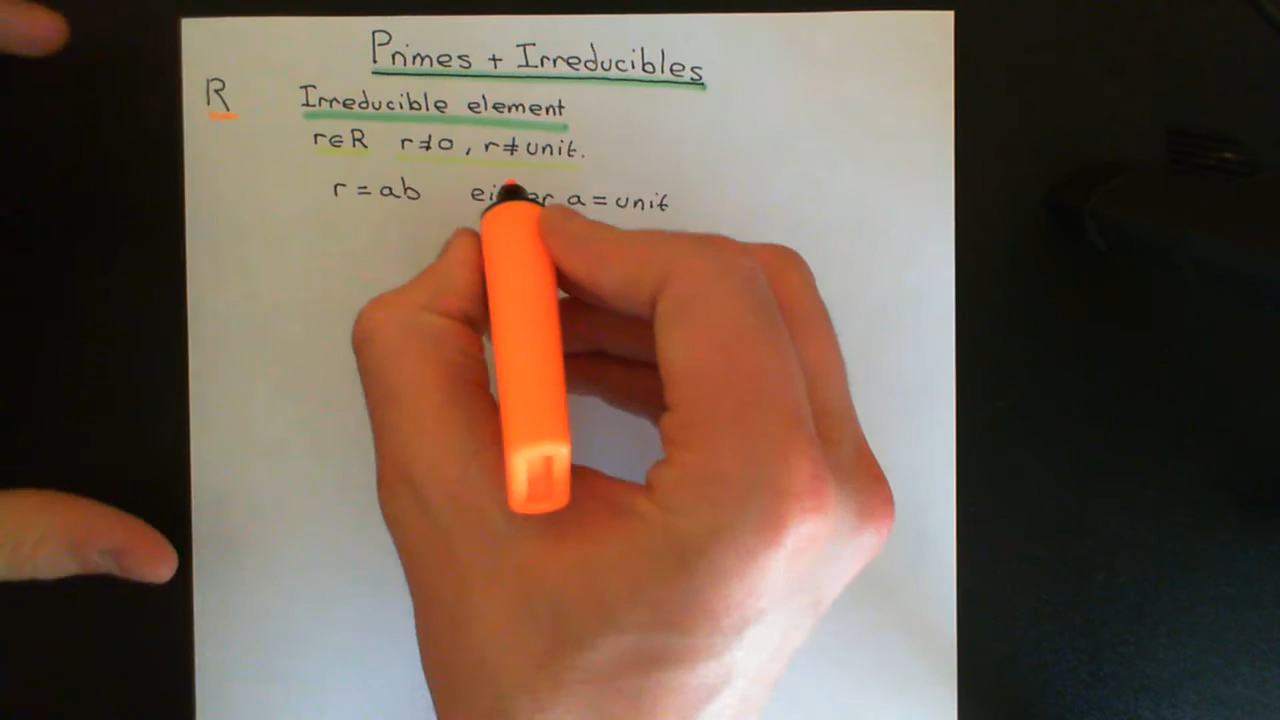 Primes + Irreducibles
R
Irreducible element
r∈R r≠0, r≠unit.
r = ab a = unit